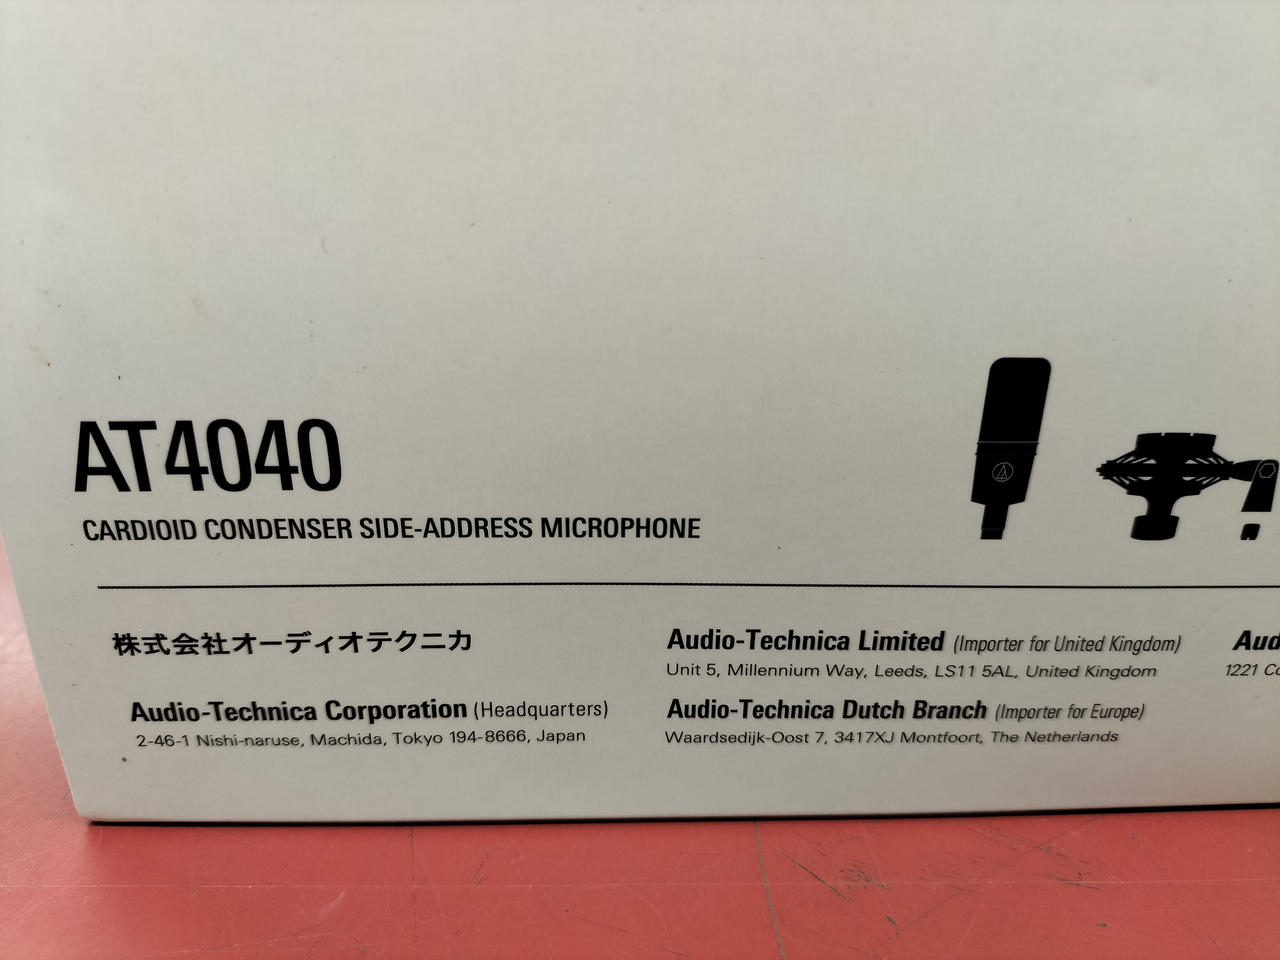 AT4040
CARDIOID CONDENSER SIDE-ADDRESS MICROPHONE
株式会社オーディオテクニカ
Audio-Technica Corporation (Headquarters)
2-46-1 Nishi-naruse, Machida, Tokyo 194-8666, Japan
Audio-Technica Limited (Importer for United Kingdom)
Unit 5, Millennium Way, Leeds, LS11 5AL, United Kingdom
Audio-Technica Dutch Branch (Importer for Europe)
Waardsedijk-Oost 7, 3417XJ Montfoort, The Netherlands
1221